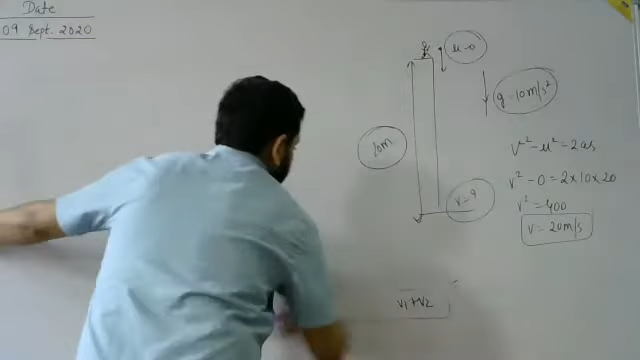 Date
09 Sept. 2020
u=0
g=10m/s²
20m
v²-u²=2as
v²-0=2×10×20
v=?
v²=400
v=20m/s
v₁+v₂